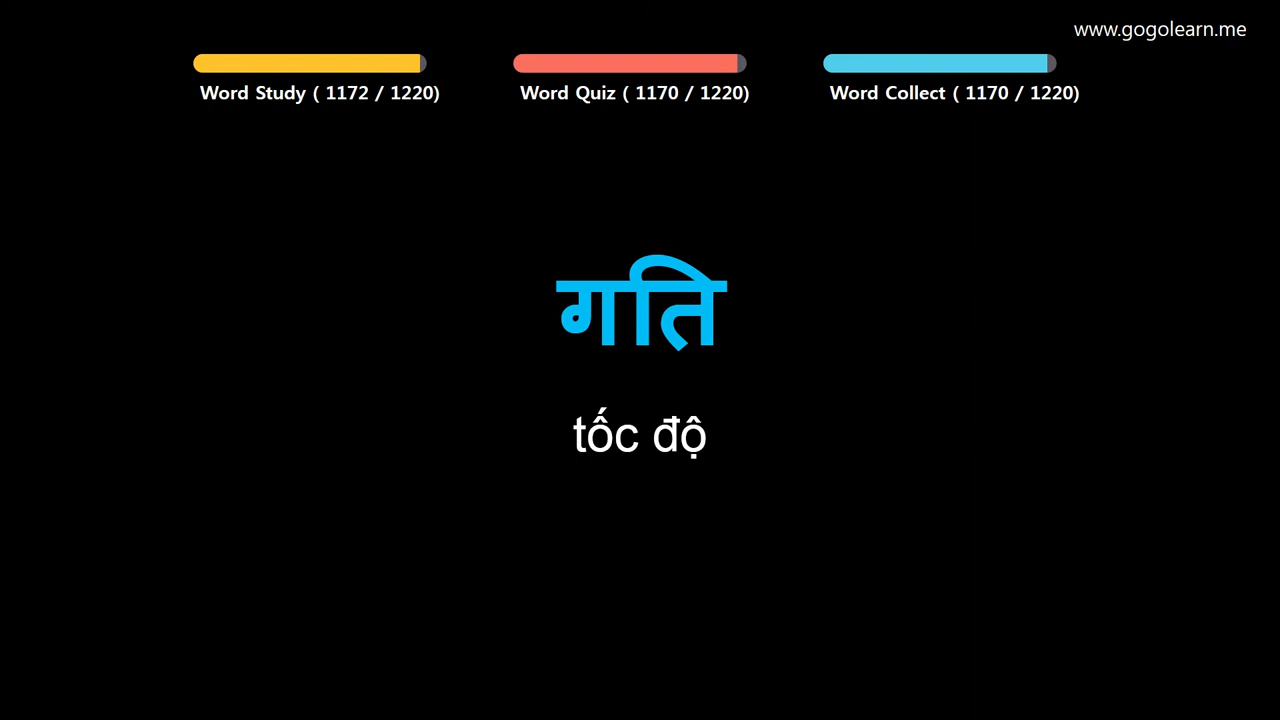 www.gogolearn.me
Word Study ( 1172 / 1220)
Word Quiz ( 1170 / 1220)
Word Collect ( 1170 / 1220)
गति
tốc độ